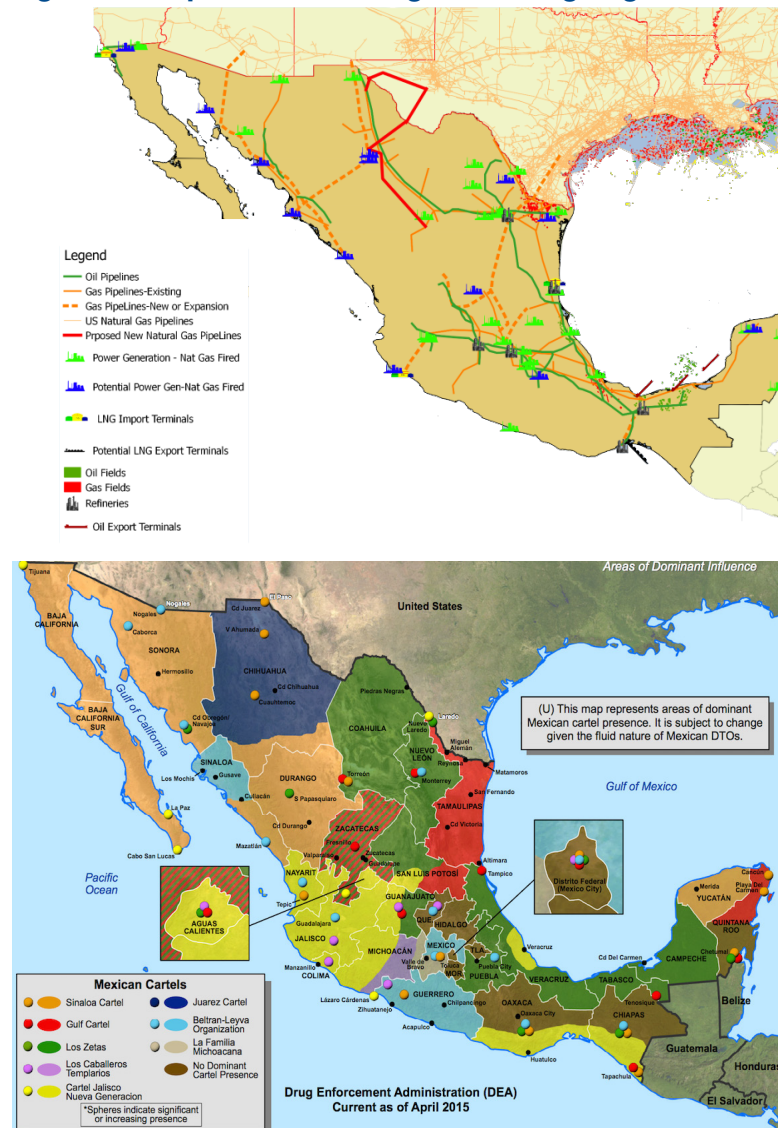 Legend
Oil Pipelines
Gas Pipelines-Existing
Gas PipeLines-New or Expansion
US Natural Gas Pipelines
Prposed New Natural Gas PipeLines
Power Generation - Nat Gas Fired
Potential Power Gen-Nat Gas Fired
LNG Import Terminals
Potential LNG Export Terminals
Oil Fields
Gas Fields
Refineries
Oil Export Terminals
Areas of Dominant Influence
Tijuana
BAJA
CALIFORNIA
Nogales
Nogales
Caborca
SONORA
Hermosillo
Cd Juarez
El Paso
V Ahumada
CHIHUAHUA
Cd Chihuahua
Cuauhtemoc
United States
Piedras Negras
COAHUILA
Nuevo
Laredo
Laredo
Miguel
Alemán
(U) This map represents areas of dominant
Mexican cartel presence. It is subject to change
given the fluid nature of Mexican DTOs.
Gulf of California
BAJA
CALIFORNIA
SUR
Cd Obregon/
Navajoa
SINALOA
Los Mochis
Gusave
Culiacán
DURANGO
S Papasquiaro
Cd Durango
Torreón
NUEVO
LEÓN
Monterrey
Reynosa
Matamoros
San Fernando
TAMAULIPAS
Cd Victoria
Gulf of Mexico
La Paz
Cabo San Lucas
Mazatlán
ZACATECAS
Fresnillo
Valparaiso
Zacatecas
Guadalupe
SAN LUIS POTOSÍ
Altimara
Tampico
Distrito Federal
(Mexico City)
Pacific
Ocean
AGUAS
CALIENTES
NAYARIT
Tepic
Guadalajara
JALISCO
Manzanillo
COLIMA
GUANAJUATO
QUE.
HIDALGO
MICHOACÁN
MEXICO
Valle de
Bravo
Toluca
MOR.
TLA.
Puebla City
PUEBLA
Veracruz
VERACRUZ
Cd Del Carmen
TABASCO
CAMPECHE
Merida
YUCATÁN
Cancún
Playa Del
Carmen
QUINTANA
ROO
Chetumal
Lázaro Cárdenas
Zihuatanejo
GUERRERO
Chilpancingo
Acapulco
OAXACA
Oaxaca City
Huatulco
CHIAPAS
Tenosique
Tapachula
Belize
Guatemala
Honduras
El Salvador
Mexican Cartels
Sinaloa Cartel
Juarez Cartel
Gulf Cartel
Beltran-Leyva
Organization
Los Zetas
La Familia
Michoacana
Los Caballeros
Templarios
No Dominant
Cartel Presence
Cartel Jalisco
Nueva Generacion
*Spheres indicate significant
or increasing presence
Drug Enforcement Administration (DEA)
Current as of April 2015